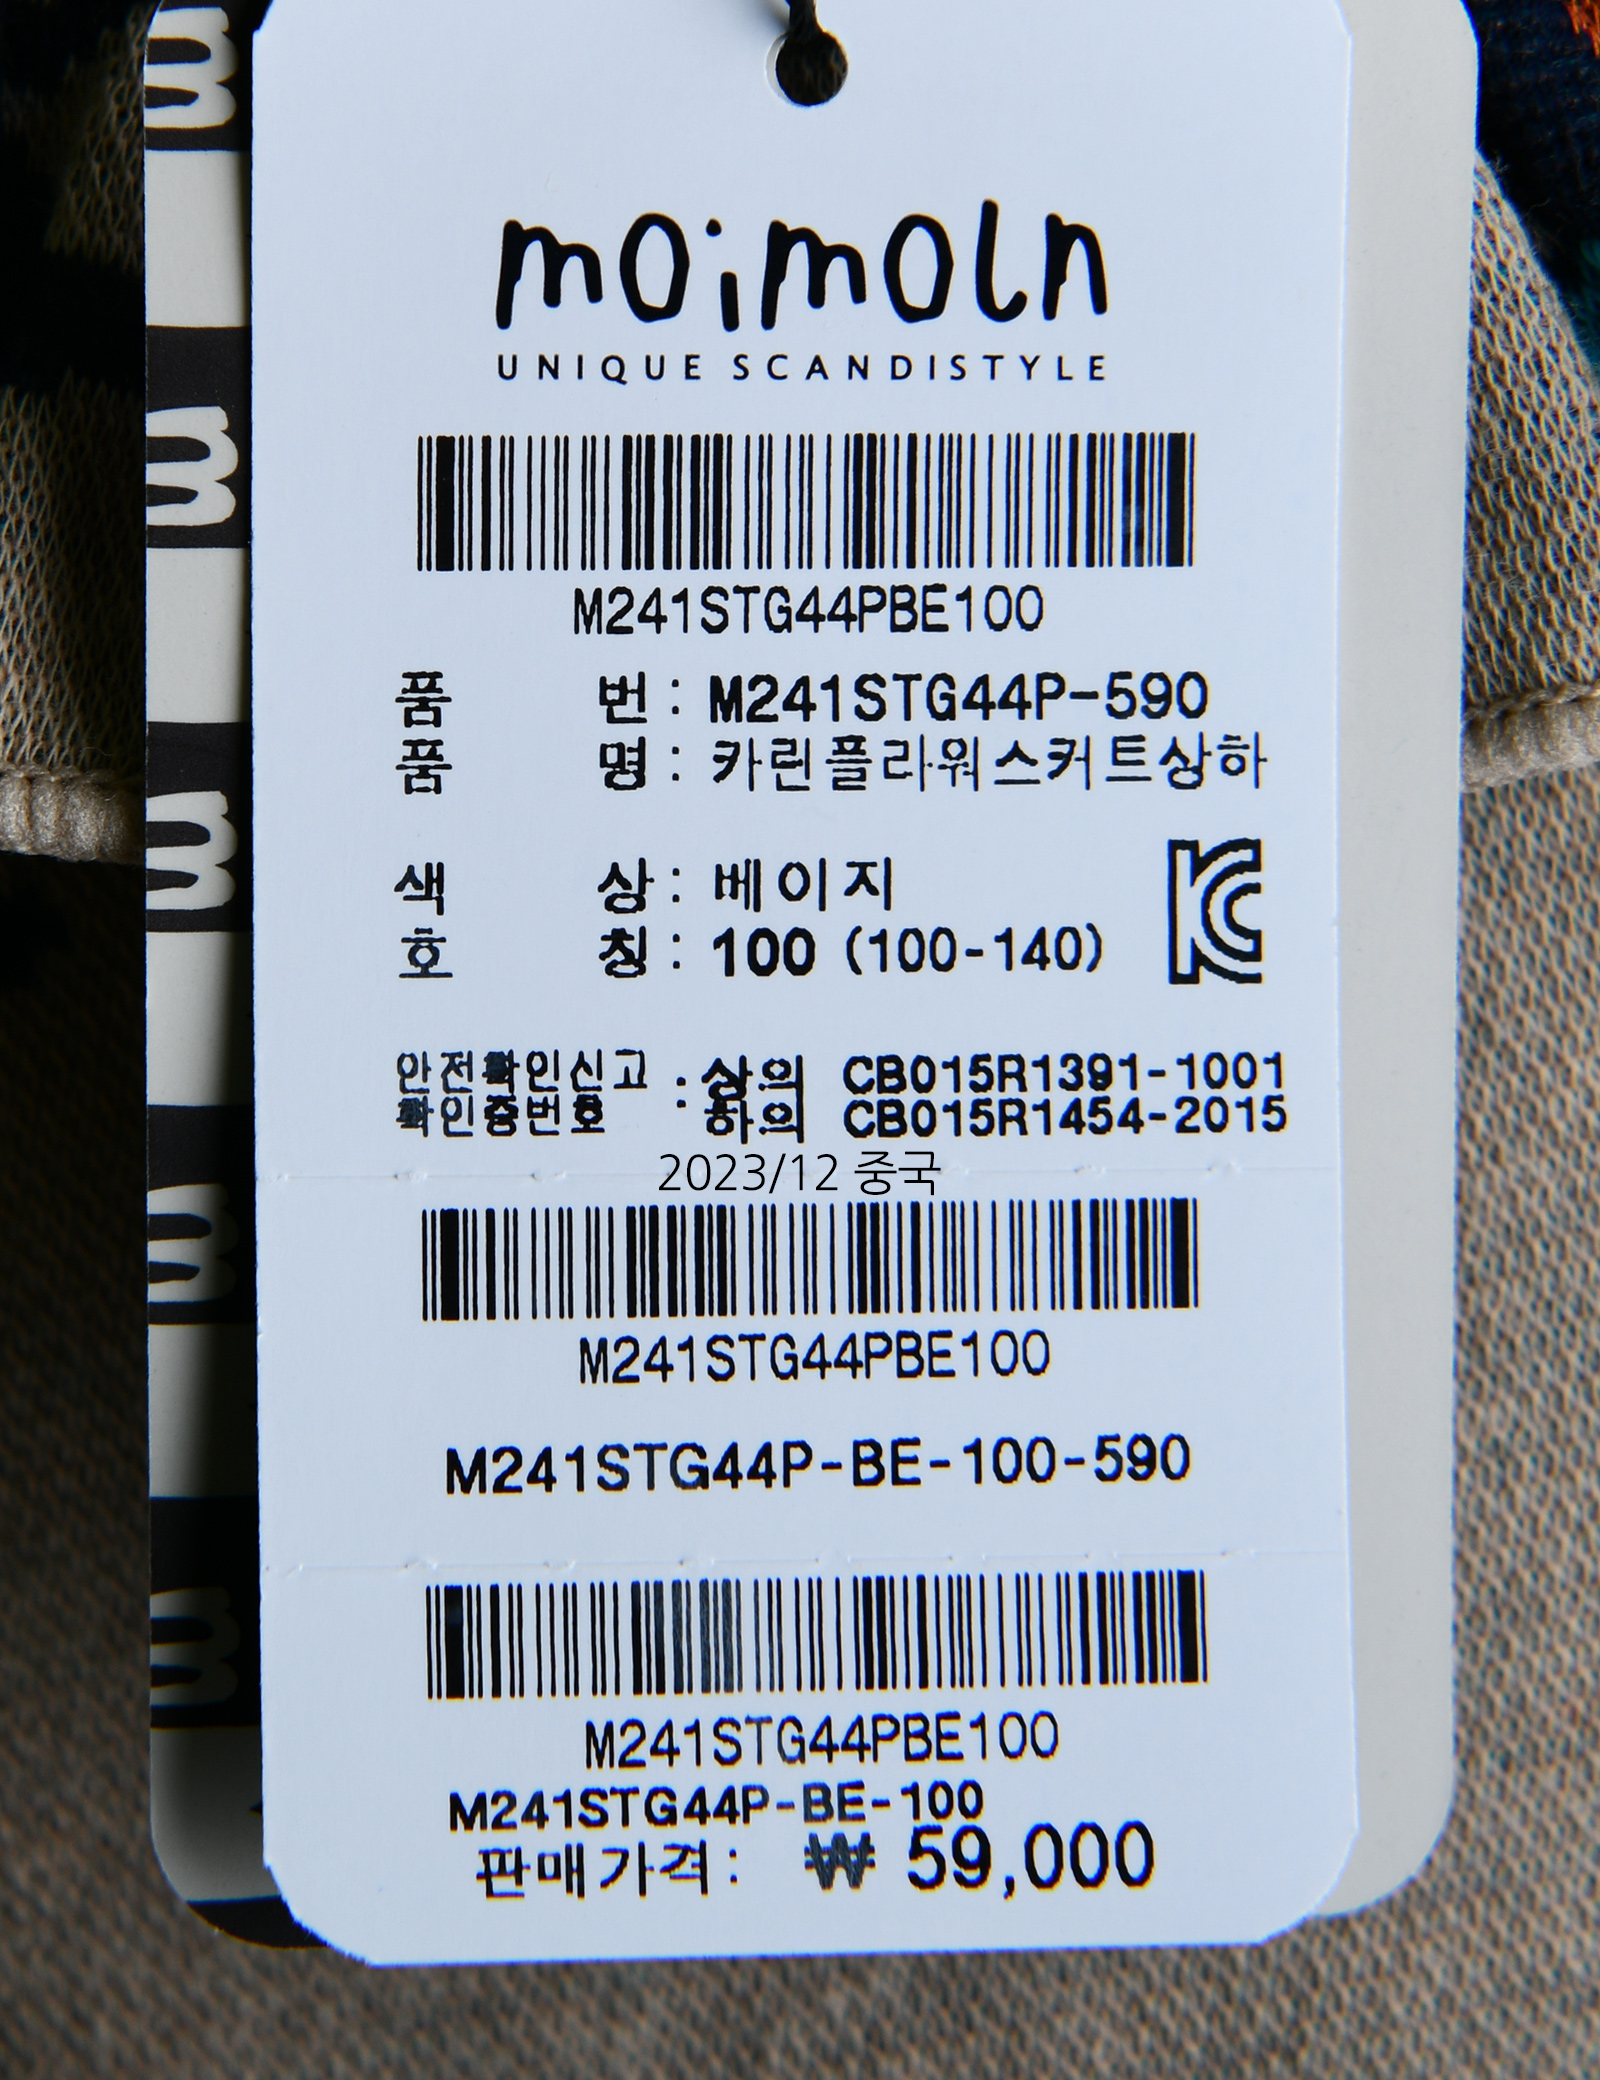 moimoln
UNIQUE SCANDISTYLE
M241STG44PBE100
품 번 : M241STG44P-590
품 명 : 카린플라워스커트상하
색 상 : 베이지
호 칭 : 100 (100-140)
KC
안전확인신고 확인증번호 : 상의 CB015R1391-1001
하의 CB015R1454-2015
2023/12 중국
M241STG44PBE100
M241STG44P-BE-100-590
M241STG44PBE100
M241STG44P-BE-100
판매가격 : ₩ 59,000
m
m
m
m
m